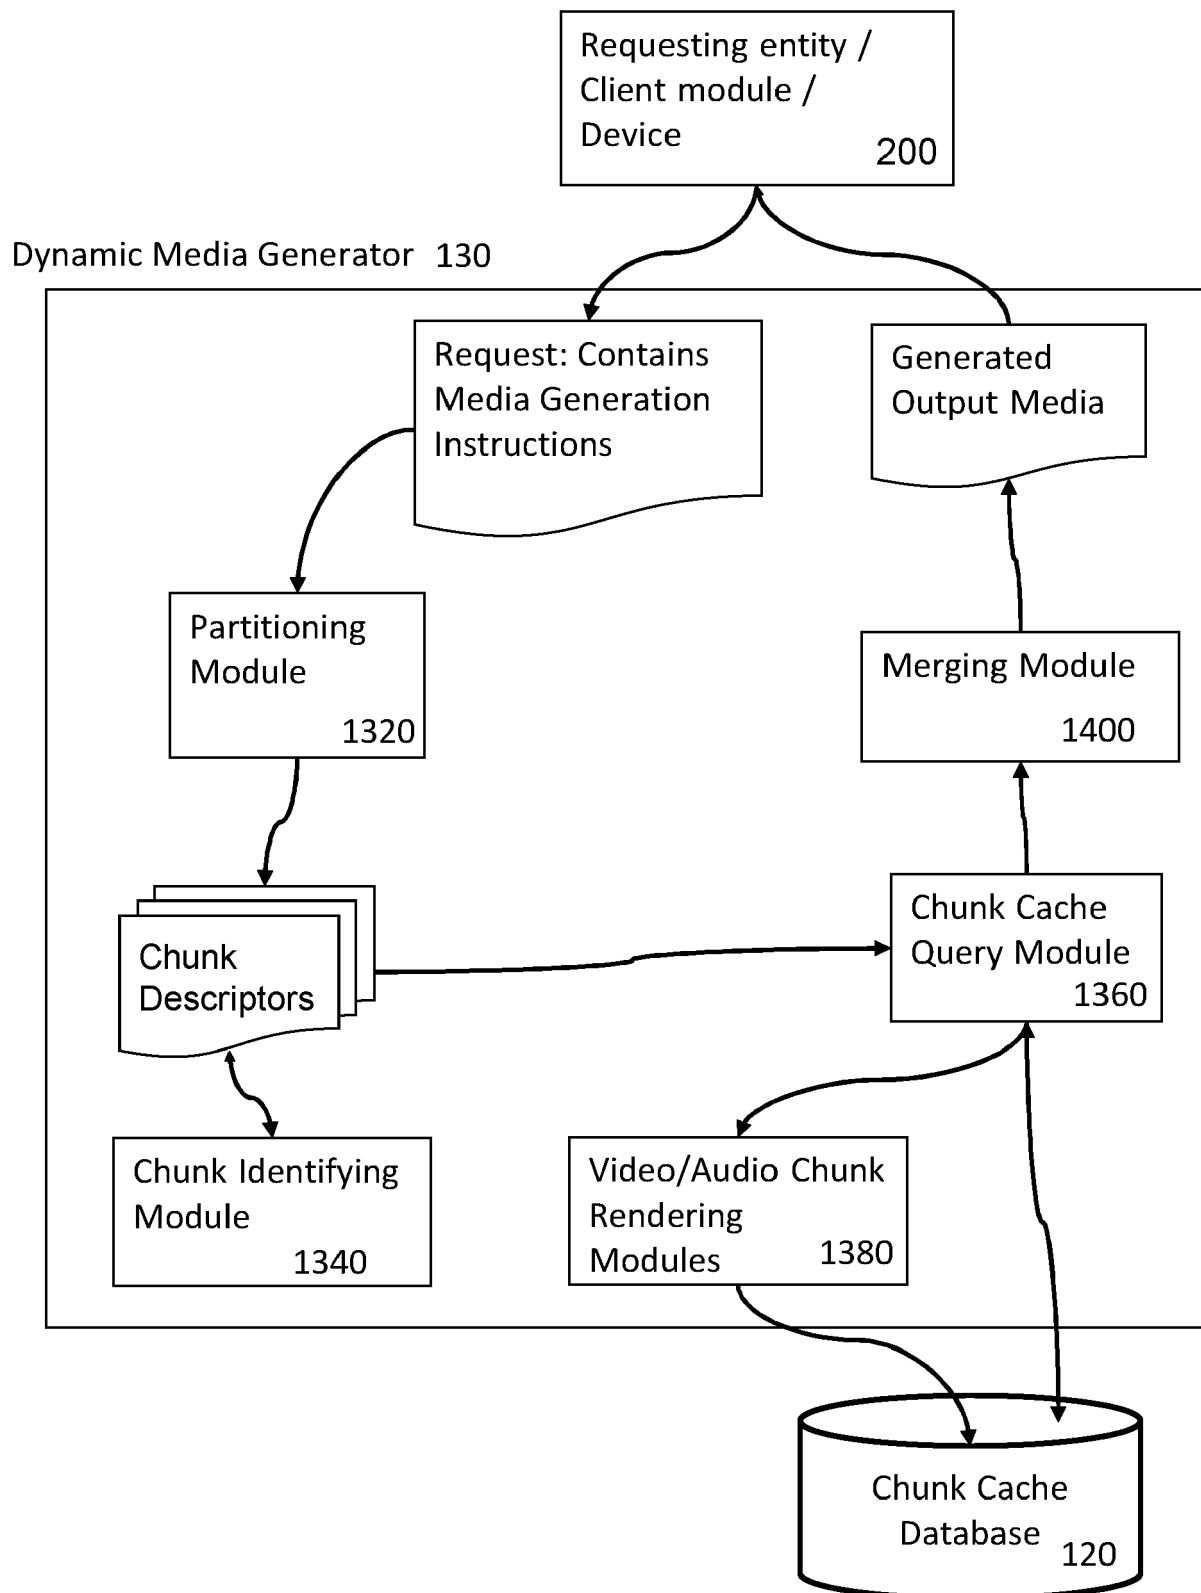 Requesting entity /
Client module /
Device
200
Dynamic Media Generator 130
Request: Contains
Media Generation
Instructions
Generated
Output Media
Partitioning
Module
1320
Merging Module
1400
Chunk
Descriptors
Chunk Cache
Query Module
1360
Chunk Identifying
Module
1340
Video/Audio Chunk
Rendering
Modules
1380
Chunk Cache
Database
120